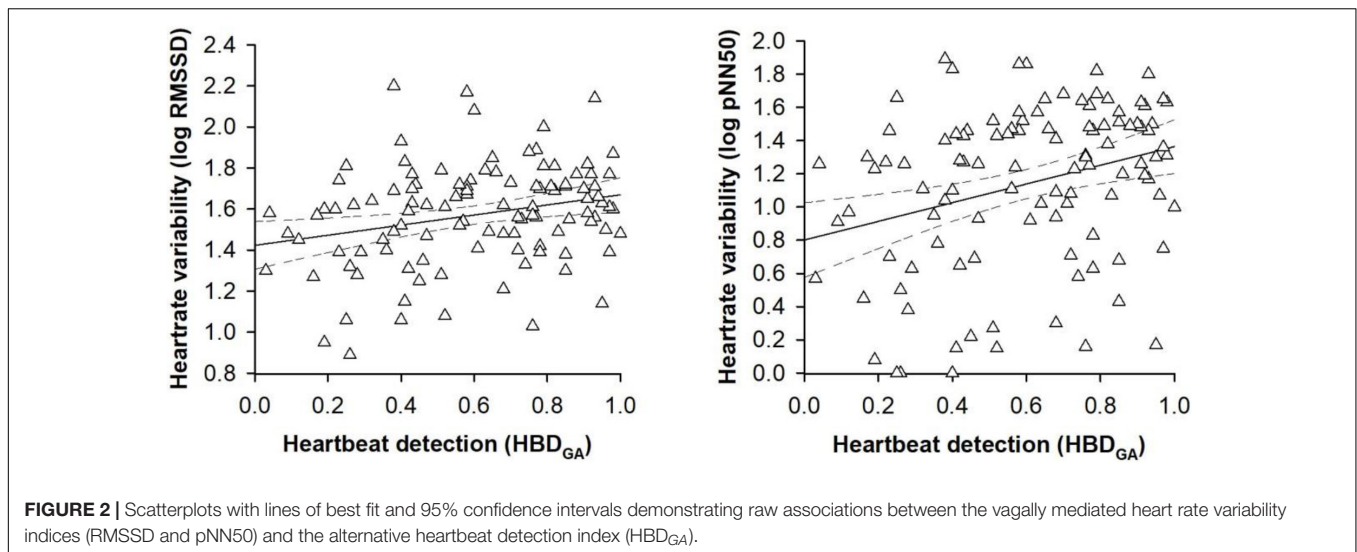 2.4
2.2
2.0
1.8
1.6
1.4
1.2
1.0
0.8
Heartrate variability (log RMSSD)
0.0 0.2 0.4 0.6 0.8 1.0
Heartbeat detection (HBD_GA)
2.0
1.8
1.6
1.4
1.2
1.0
0.8
0.6
0.4
0.2
0.0
Heartrate variability (log pNN50)
0.0 0.2 0.4 0.6 0.8 1.0
Heartbeat detection (HBD_GA)
FIGURE 2 | Scatterplots with lines of best fit and 95% confidence intervals demonstrating raw associations between the vagally mediated heart rate variability
indices (RMSSD and pNN50) and the alternative heartbeat detection index (HBD_GA).